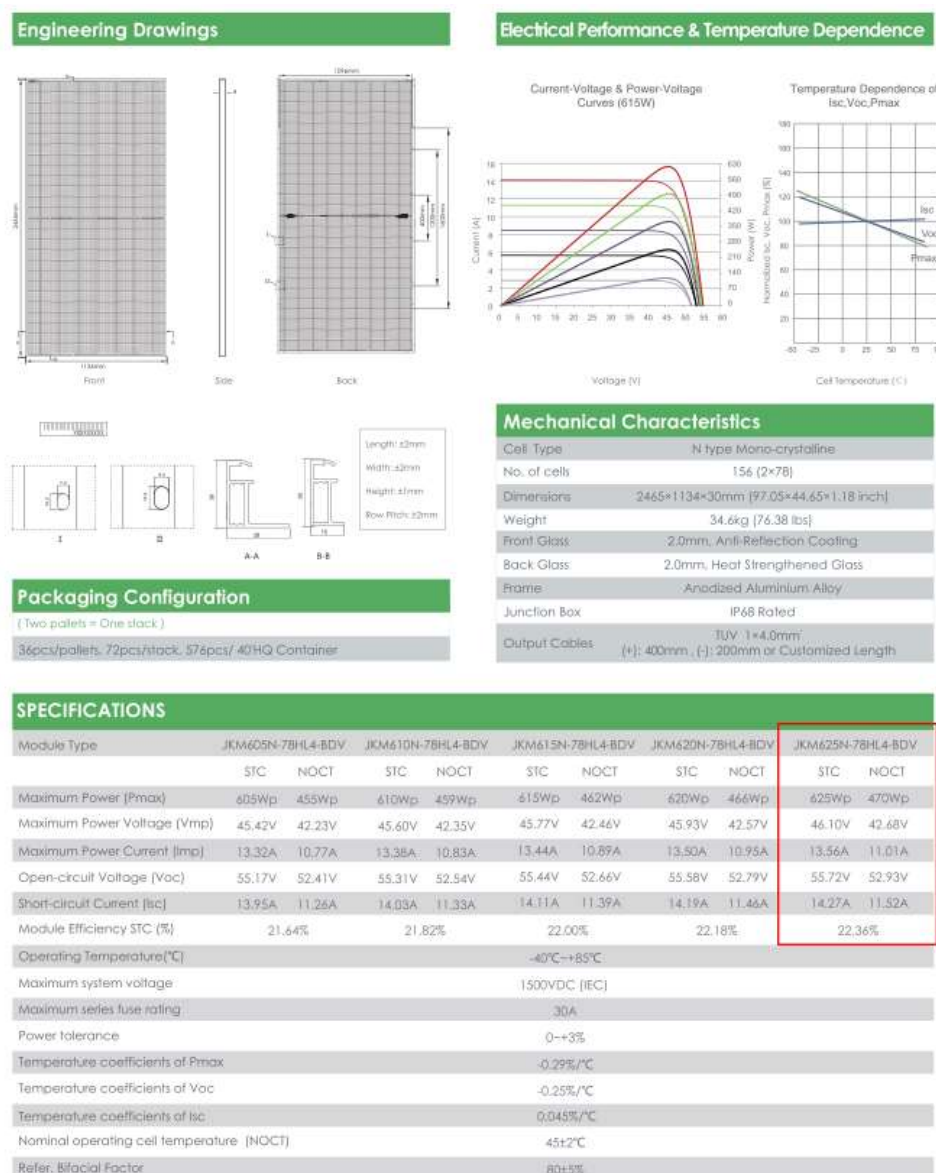 Engineering Drawings
Front
Side
Back
Length: ±2mm
Width: ±2mm
Height: ±1mm
Row Pitch: ±2mm
A-A
B-B
Packaging Configuration
( Two pallets = One stack )
36pcs/pallets, 72pcs/stack, 576pcs/ 40'HQ Container
Electrical Performance & Temperature Dependence
Current-Voltage & Power-Voltage
Curves (615W)
Current (A)
Power (W)
Voltage (V)
Temperature Dependence of
Isc,Voc,Pmax
Normalized Isc, Voc, Pmax (%)
Isc
Voc
Pmax
Cell Temperature (℃)
Mechanical Characteristics
Cell Type N type Mono-crystalline
No. of cells 156 (2×78)
Dimensions 2465×1134×30mm (97.05×44.65×1.18 inch)
Weight 34.6kg (76.38 lbs)
Front Glass 2.0mm, Anti-Reflection Coating
Back Glass 2.0mm, Heat Strengthened Glass
Frame Anodized Aluminium Alloy
Junction Box IP68 Rated
Output Cables TUV 1×4.0mm²
(+): 400mm , (-): 200mm or Customized Length
SPECIFICATIONS
Module Type JKM605N-78HL4-BDV JKM610N-78HL4-BDV JKM615N-78HL4-BDV JKM620N-78HL4-BDV JKM625N-78HL4-BDV
STC NOCT STC NOCT STC NOCT STC NOCT STC NOCT
Maximum Power (Pmax) 605Wp 455Wp 610Wp 459Wp 615Wp 462Wp 620Wp 466Wp 625Wp 470Wp
Maximum Power Voltage (Vmp) 45.42V 42.23V 45.60V 42.35V 45.77V 42.46V 45.93V 42.57V 46.10V 42.68V
Maximum Power Current (Imp) 13.32A 10.77A 13.38A 10.83A 13.44A 10.89A 13.50A 10.95A 13.56A 11.01A
Open-circuit Voltage (Voc) 55.17V 52.41V 55.31V 52.54V 55.44V 52.66V 55.58V 52.79V 55.72V 52.93V
Short-circuit Current (Isc) 13.95A 11.26A 14.03A 11.33A 14.11A 11.39A 14.19A 11.46A 14.27A 11.52A
Module Efficiency STC (%) 21.64% 21.82% 22.00% 22.18% 22.36%
Operating Temperature(℃) -40℃~+85℃
Maximum system voltage 1500VDC (IEC)
Maximum series fuse rating 30A
Power tolerance 0~+3%
Temperature coefficients of Pmax -0.29%/℃
Temperature coefficients of Voc -0.25%/℃
Temperature coefficients of Isc 0.045%/℃
Nominal operating cell temperature (NOCT) 45±2℃
Refer. Bifacial Factor 80±5%